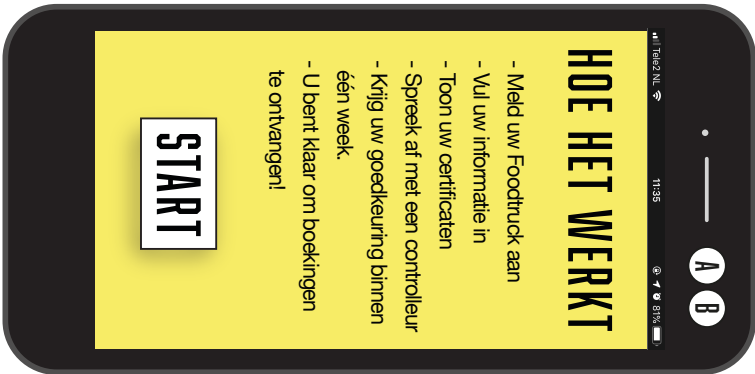 A B
Tele2 NL 11:35 81%
HOE HET WERKT
- Meld uw Foodtruck aan
- Vul uw informatie in
- Toon uw certificaten
- Spreek af met een controlleur
- Krijg uw goedkeuring binnen
één week.
- U bent klaar om boekingen
te ontvangen!
START